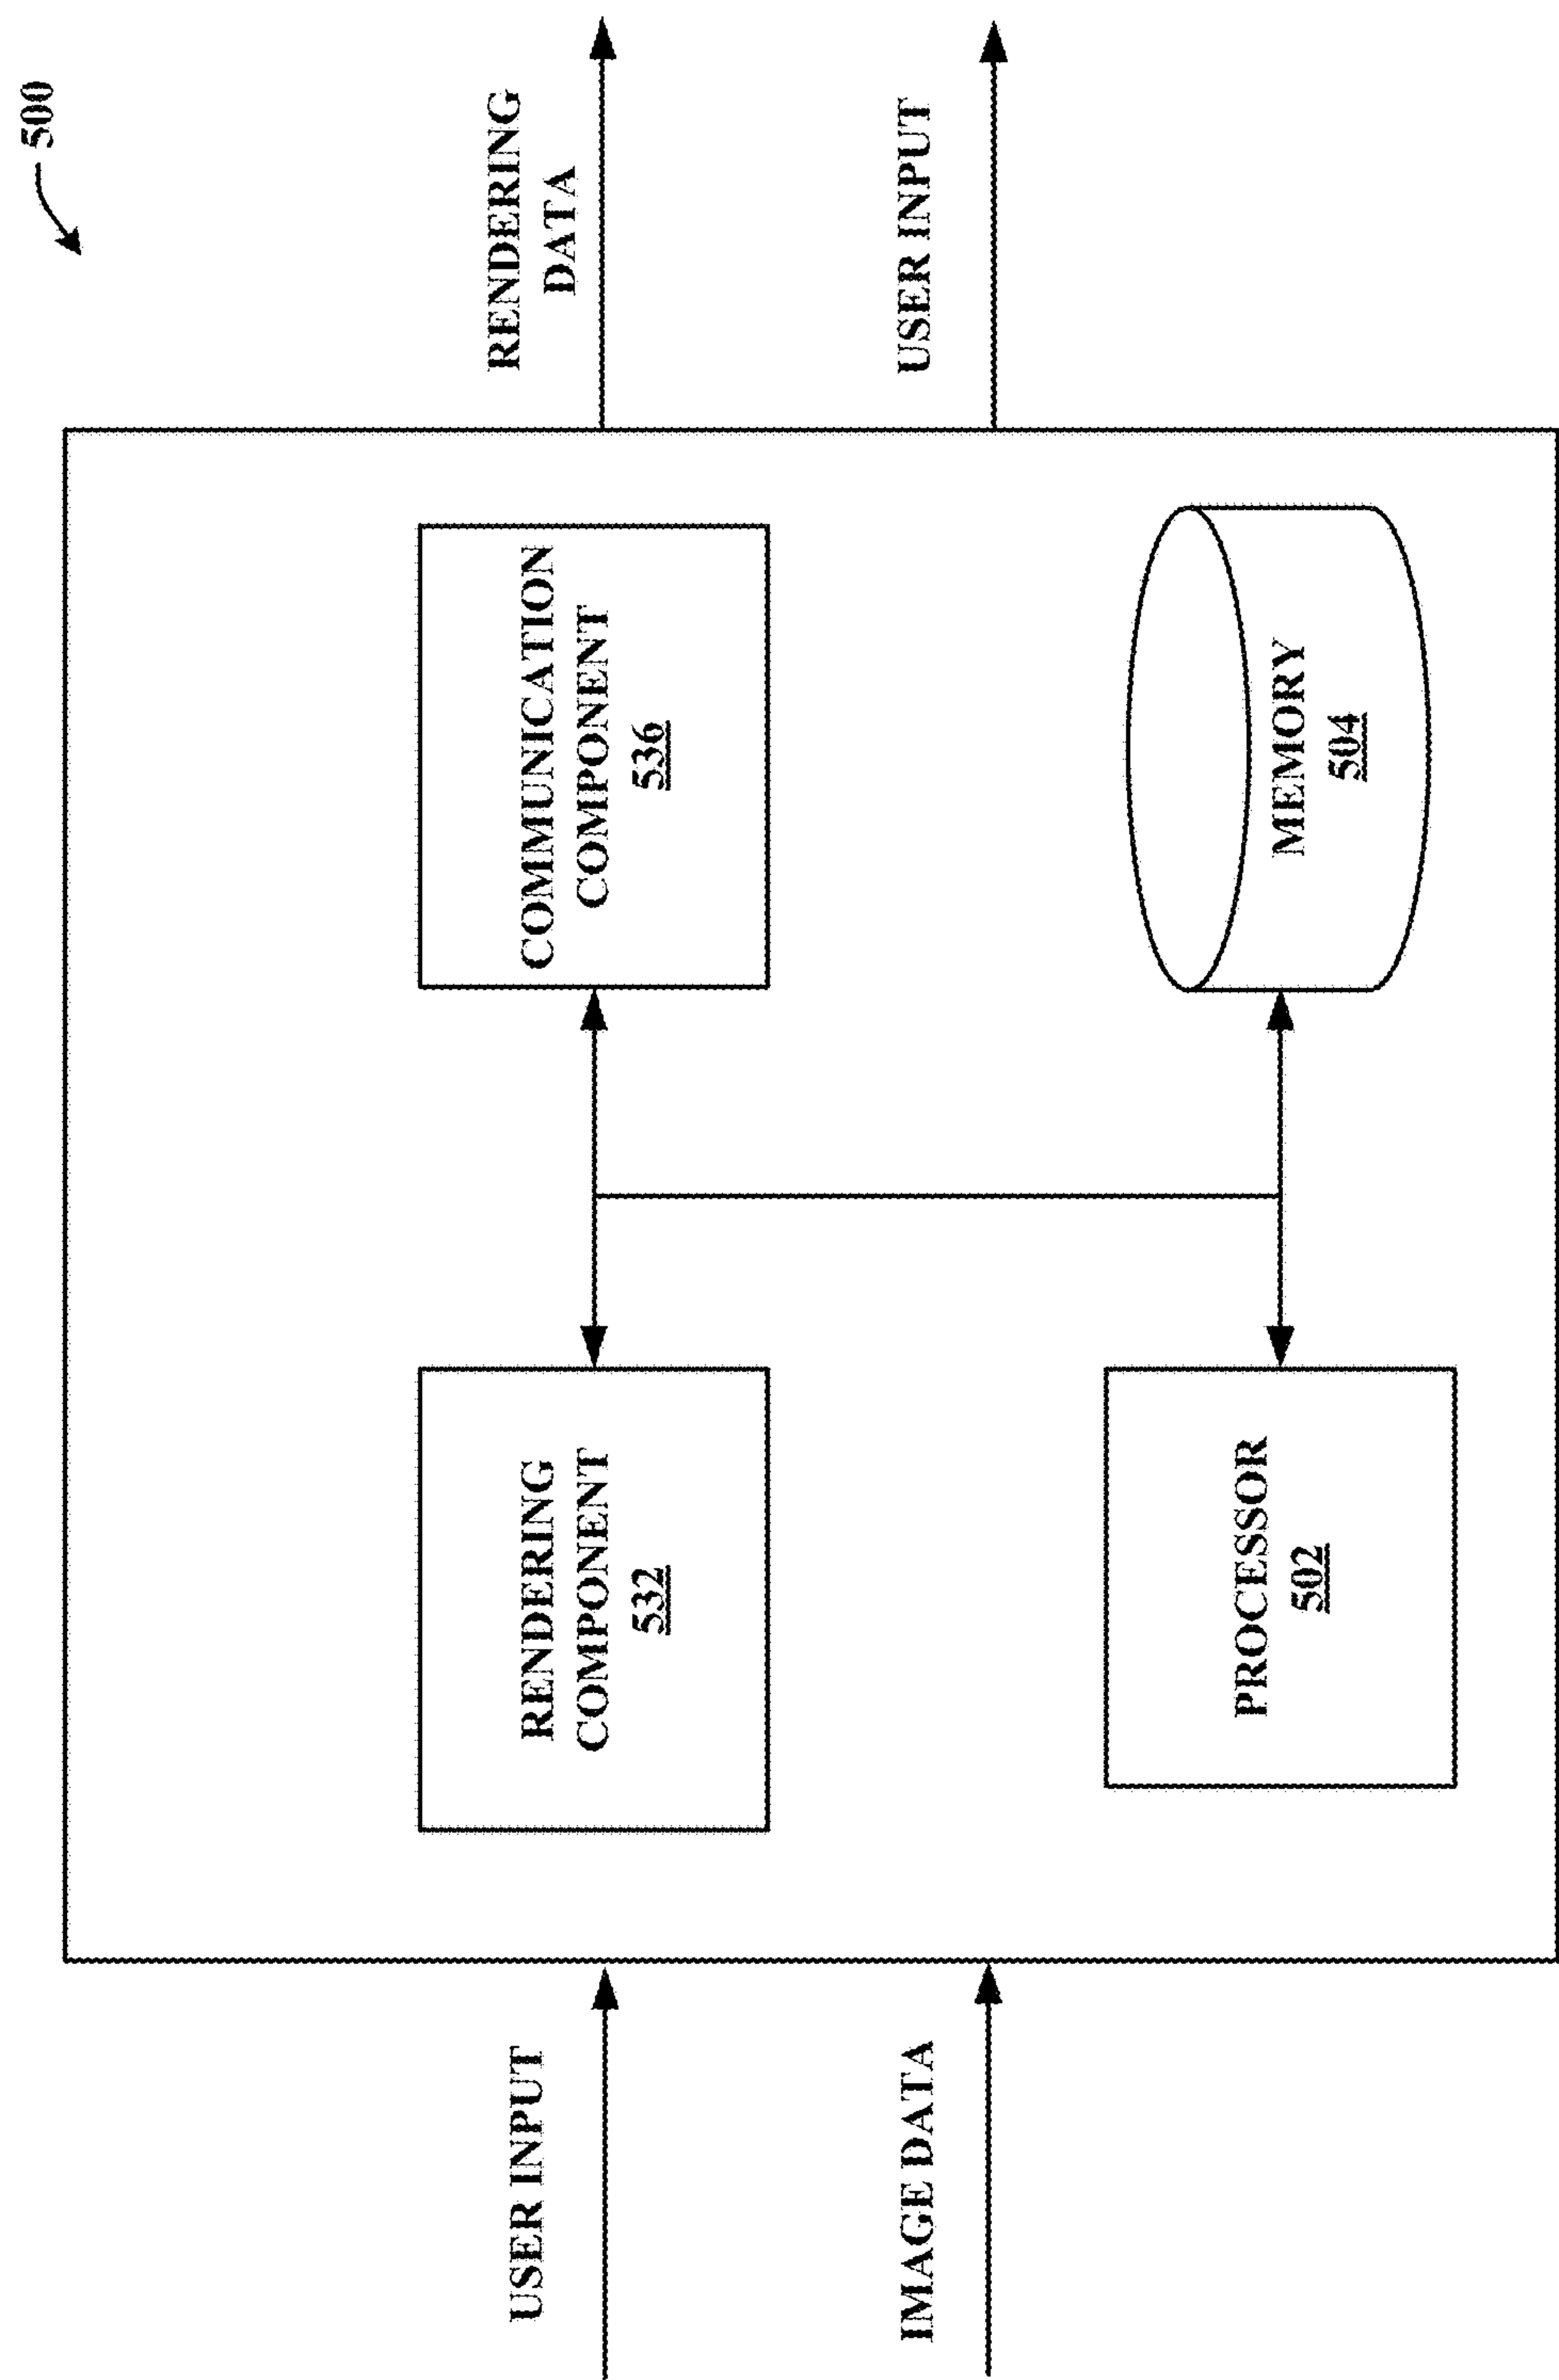 500
USER INPUT
IMAGE DATA
RENDERING
COMPONENT
532
COMMUNICATION
COMPONENT
536
PROCESSOR
502
MEMORY
504
RENDERING
DATA
USER INPUT